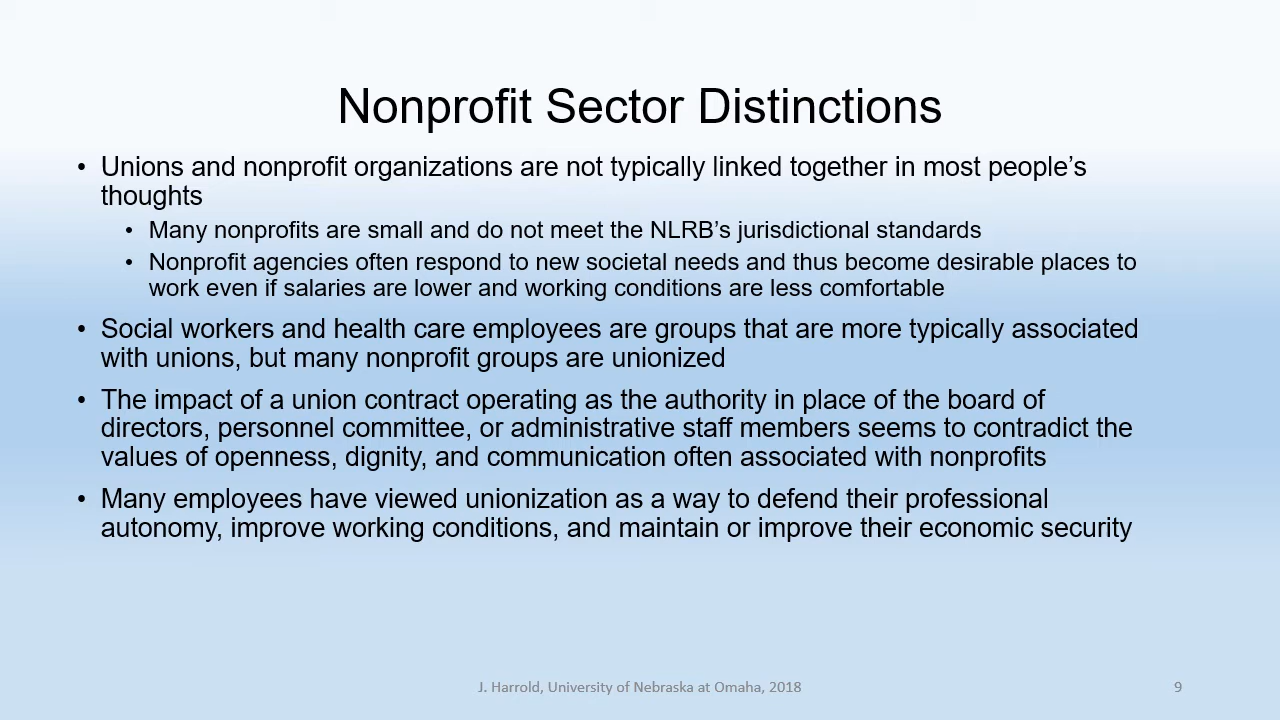 Nonprofit Sector Distinctions
• Unions and nonprofit organizations are not typically linked together in most people’s
thoughts
• Many nonprofits are small and do not meet the NLRB’s jurisdictional standards
• Nonprofit agencies often respond to new societal needs and thus become desirable places to
work even if salaries are lower and working conditions are less comfortable
• Social workers and health care employees are groups that are more typically associated
with unions, but many nonprofit groups are unionized
• The impact of a union contract operating as the authority in place of the board of
directors, personnel committee, or administrative staff members seems to contradict the
values of openness, dignity, and communication often associated with nonprofits
• Many employees have viewed unionization as a way to defend their professional
autonomy, improve working conditions, and maintain or improve their economic security
J. Harrold, University of Nebraska at Omaha, 2018
9